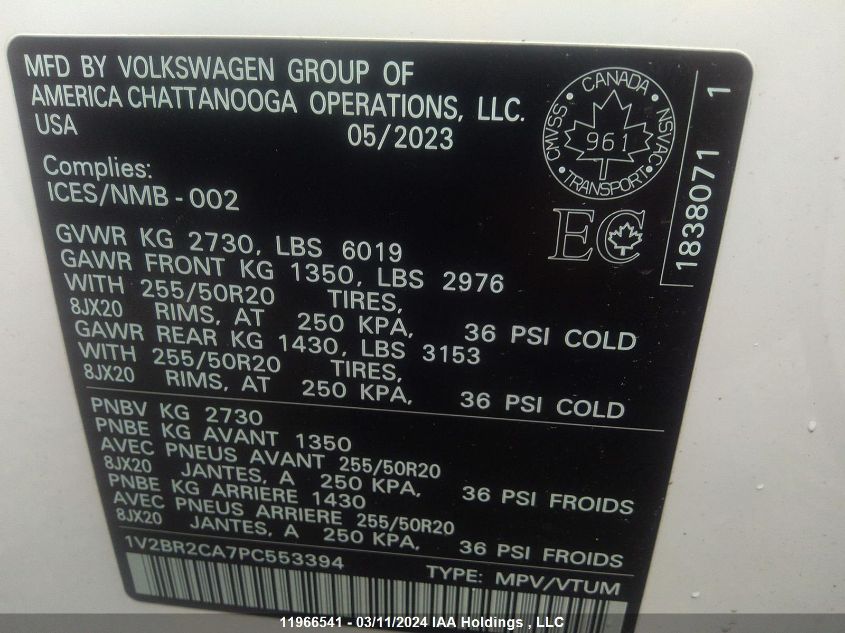 MFD BY VOLKSWAGEN GROUP OF
AMERICA CHATTANOOGA OPERATIONS, LLC.
USA 05/2023
Complies:
ICES/NMB-002
CANADA
CMVSS NSVAC
961
TRANSPORT
EC
1838071 1
GVWR KG 2730, LBS 6019
GAWR FRONT KG 1350, LBS 2976
WITH 255/50R20 TIRES,
8JX20 RIMS, AT 250 KPA, 36 PSI COLD
GAWR REAR KG 1430, LBS 3153
WITH 255/50R20 TIRES,
8JX20 RIMS, AT 250 KPA, 36 PSI COLD
PNBV KG 2730
PNBE KG AVANT 1350
AVEC PNEUS AVANT 255/50R20
8JX20 JANTES, A 250 KPA, 36 PSI FROIDS
PNBE KG ARRIERE 1430
AVEC PNEUS ARRIERE 255/50R20
8JX20 JANTES, A 250 KPA, 36 PSI FROIDS
1V2BR2CA7PC553394 TYPE: MPV/VTUM
11966541 - 03/11/2024 IAA Holdings , LLC